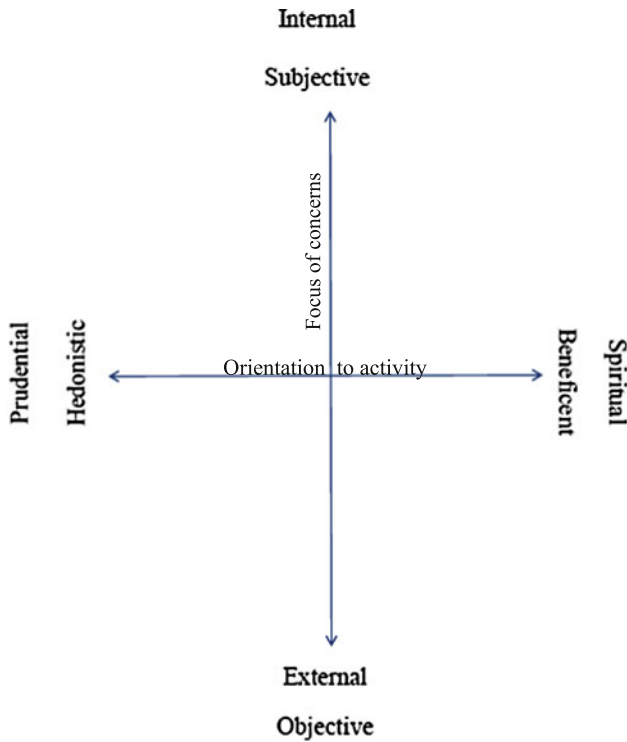 Internal
Subjective
Focus of concerns
Prudential
Hedonistic
Orientation to activity
Beneficent
Spiritual
External
Objective